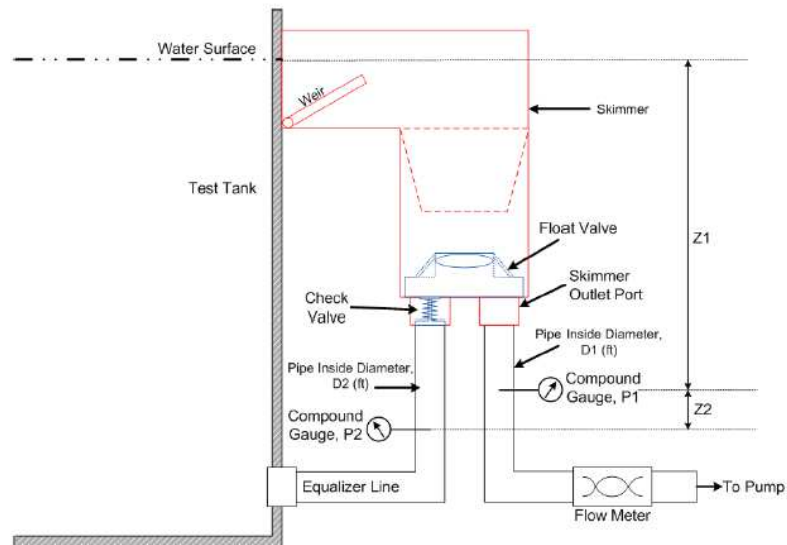 Water Surface
Weir
Skimmer
Test Tank
Z1
Float Valve
Skimmer
Outlet Port
Check
Valve
Pipe Inside Diameter,
D1 (ft)
Pipe Inside Diameter,
D2 (ft)
Compound
Gauge, P1
Z2
Compound
Gauge, P2
Equalizer Line
To Pump
Flow Meter